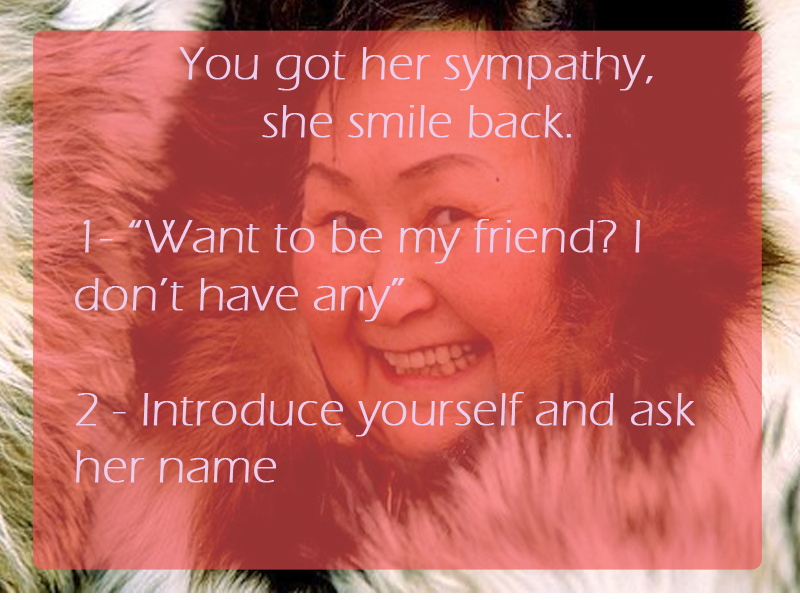 You got her sympathy,
she smile back.
1- “Want to be my friend? I
don’t have any”
2 - Introduce yourself and ask
her name